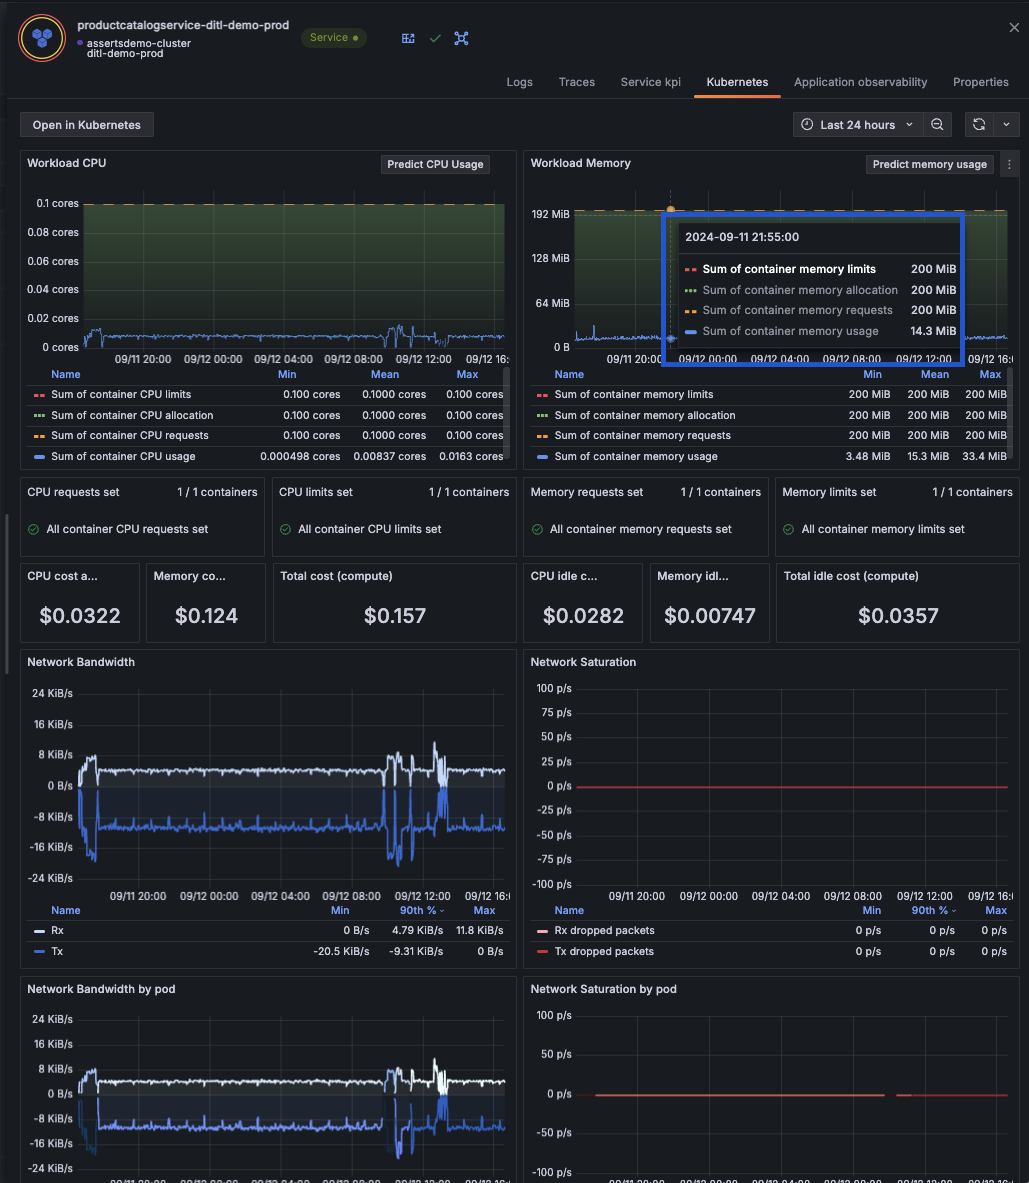 productcatalogservice-ditl-demo-prod
assertsdemo-cluster
ditl-demo-prod
Service
Logs Traces Service kpi Kubernetes Application observability Properties
Open in Kubernetes
Last 24 hours
Workload CPU
Predict CPU Usage
0.1 cores
0.08 cores
0.06 cores
0.04 cores
0.02 cores
0 cores
09/11 20:00 09/12 00:00 09/12 04:00 09/12 08:00 09/12 12:00 09/12 16:
Name Min Mean Max
Sum of container CPU limits 0.100 cores 0.1000 cores 0.100 cores
Sum of container CPU allocation 0.100 cores 0.1000 cores 0.100 cores
Sum of container CPU requests 0.100 cores 0.1000 cores 0.100 cores
Sum of container CPU usage 0.000498 cores 0.00837 cores 0.0163 cores
Workload Memory
Predict memory usage
192 MiB
128 MiB
64 MiB
0 B
2024-09-11 21:55:00
Sum of container memory limits 200 MiB
Sum of container memory allocation 200 MiB
Sum of container memory requests 200 MiB
Sum of container memory usage 14.3 MiB
09/11 20:00 09/12 00:00 09/12 04:00 09/12 08:00 09/12 12:00 09/12 16:
Name Min Mean Max
Sum of container memory limits 200 MiB 200 MiB 200 MiB
Sum of container memory allocation 200 MiB 200 MiB 200 MiB
Sum of container memory requests 200 MiB 200 MiB 200 MiB
Sum of container memory usage 3.48 MiB 15.3 MiB 33.4 MiB
CPU requests set 1 / 1 containers
All container CPU requests set
CPU limits set 1 / 1 containers
All container CPU limits set
Memory requests set 1 / 1 containers
All container memory requests set
Memory limits set 1 / 1 containers
All container memory limits set
CPU cost a...
$0.0322
Memory co...
$0.124
Total cost (compute)
$0.157
CPU idle c...
$0.0282
Memory idl...
$0.00747
Total idle cost (compute)
$0.0357
Network Bandwidth
24 KiB/s
16 KiB/s
8 KiB/s
0 B/s
-8 KiB/s
-16 KiB/s
-24 KiB/s
09/11 20:00 09/12 00:00 09/12 04:00 09/12 08:00 09/12 12:00 09/12 16:
Name Min 90th % Max
Rx 0 B/s 4.79 KiB/s 11.8 KiB/s
Tx -20.5 KiB/s -9.31 KiB/s 0 B/s
Network Saturation
100 p/s
75 p/s
50 p/s
25 p/s
0 p/s
-25 p/s
-50 p/s
-75 p/s
-100 p/s
09/11 20:00 09/12 00:00 09/12 04:00 09/12 08:00 09/12 12:00 09/12 16:
Name Min 90th % Max
Rx dropped packets 0 p/s 0 p/s 0 p/s
Tx dropped packets 0 p/s 0 p/s 0 p/s
Network Bandwidth by pod
24 KiB/s
16 KiB/s
8 KiB/s
0 B/s
-8 KiB/s
-16 KiB/s
-24 KiB/s
Network Saturation by pod
100 p/s
50 p/s
0 p/s
-50 p/s
-100 p/s